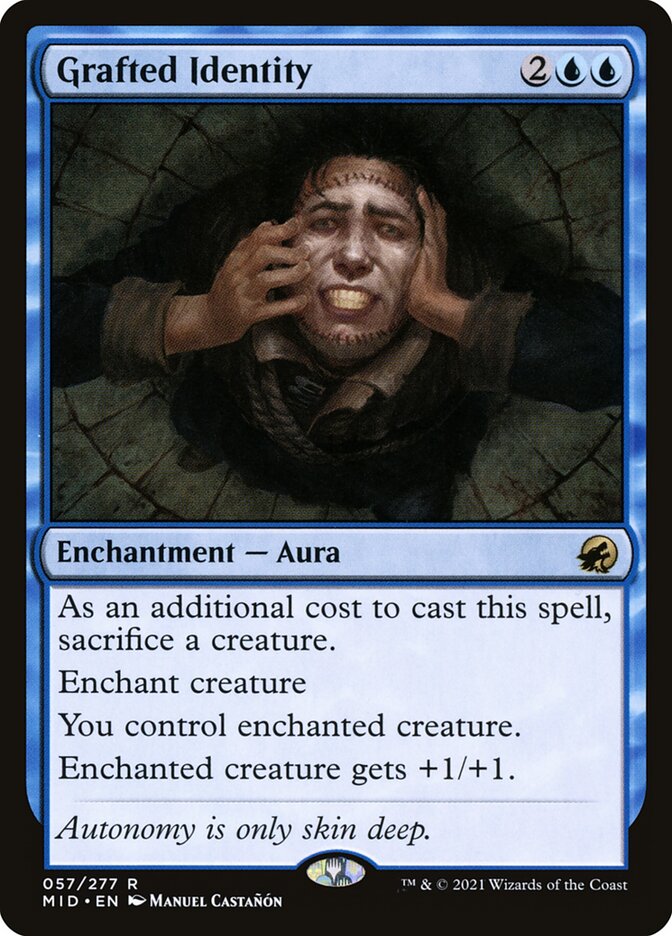 Grafted Identity 2
Enchantment — Aura
As an additional cost to cast this spell,
sacrifice a creature.
Enchant creature
You control enchanted creature.
Enchanted creature gets +1/+1.
Autonomy is only skin deep.
057/277 R
MID • EN Manuel Castañón
™ & © 2021 Wizards of the Coast